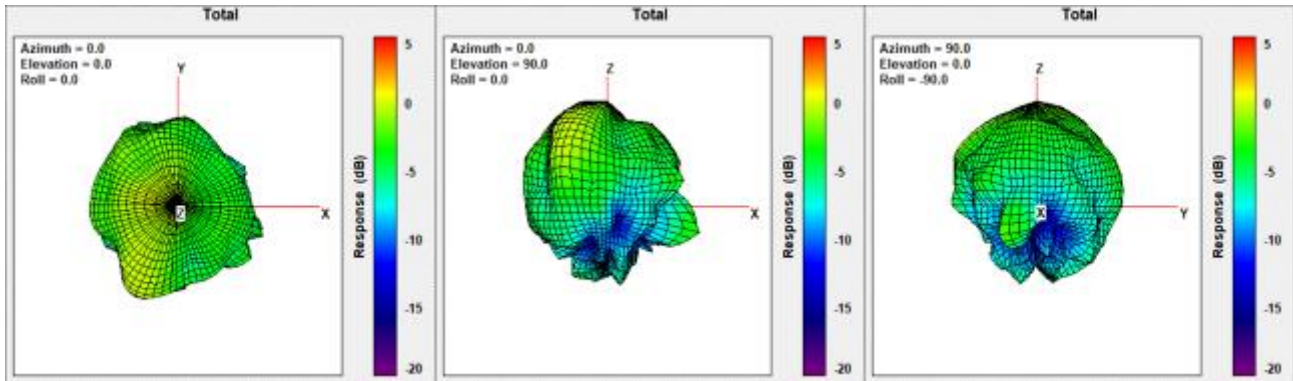 Total
Azimuth = 0.0
Elevation = 0.0
Roll = 0.0
Y
Z
X
5
0
-5
-10
-15
-20
Response (dB)
Total
Azimuth = 0.0
Elevation = 90.0
Roll = 0.0
Z
X
5
0
-5
-10
-15
-20
Response (dB)
Total
Azimuth = 90.0
Elevation = 0.0
Roll = -90.0
Z
X
Y
5
0
-5
-10
-15
-20
Response (dB)